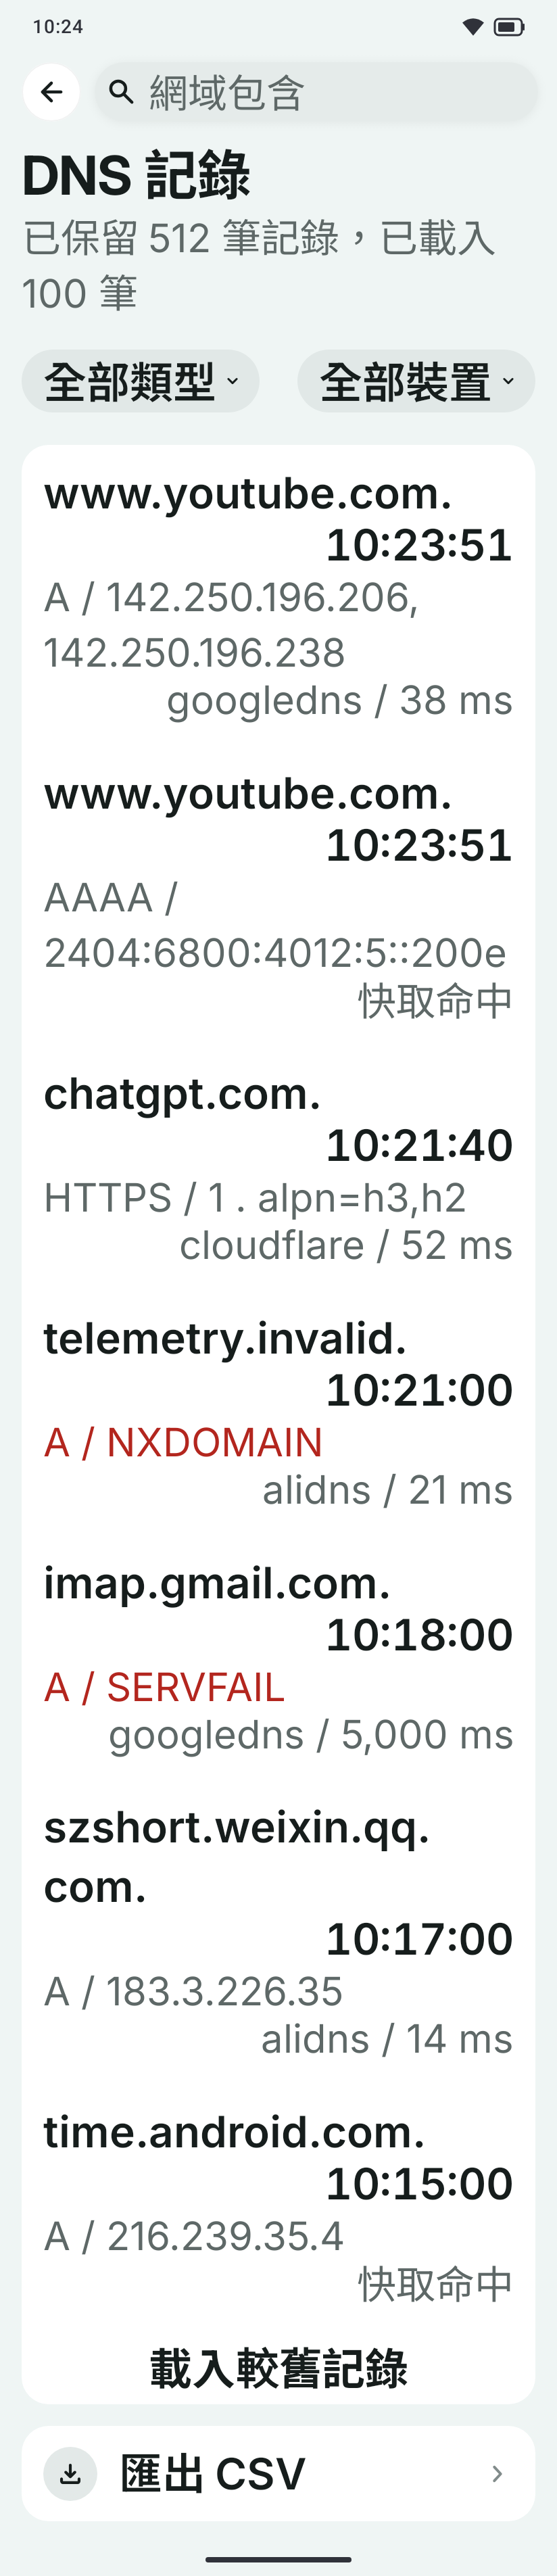 10:24
網域包含
DNS 記錄
已保留 512 筆記錄，已載入
100 筆
全部類型
全部裝置
www.youtube.com.
10:23:51
A / 142.250.196.206,
142.250.196.238
googledns / 38 ms
www.youtube.com.
10:23:51
AAAA /
2404:6800:4012:5::200e
快取命中
chatgpt.com.
10:21:40
HTTPS / 1 . alpn=h3,h2
cloudflare / 52 ms
telemetry.invalid.
10:21:00
A / NXDOMAIN
alidns / 21 ms
imap.gmail.com.
10:18:00
A / SERVFAIL
googledns / 5,000 ms
szshort.weixin.qq.
com.
10:17:00
A / 183.3.226.35
alidns / 14 ms
time.android.com.
10:15:00
A / 216.239.35.4
快取命中
載入較舊記錄
匯出 CSV